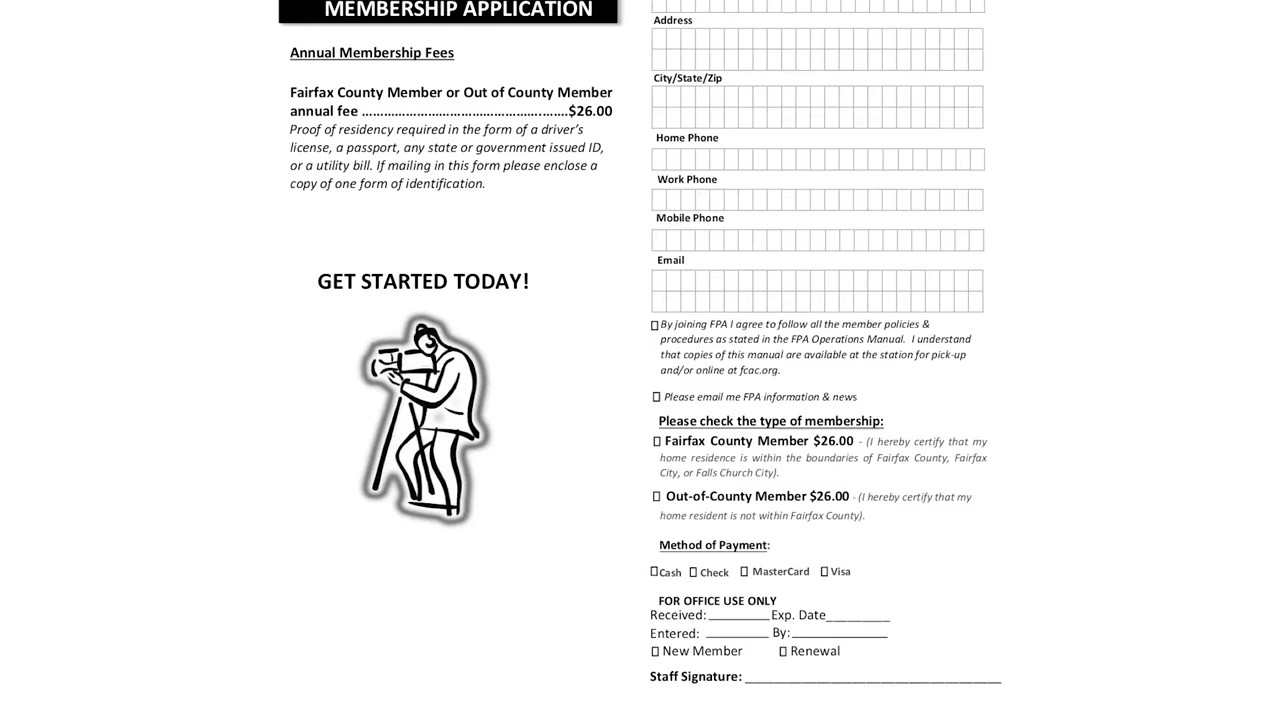 MEMBERSHIP APPLICATION
Annual Membership Fees
Fairfax County Member or Out of County Member
annual fee ……………………………………….…….$26.00
Proof of residency required in the form of a driver’s
license, a passport, any state or government issued ID,
or a utility bill. If mailing in this form please enclose a
copy of one form of identification.
GET STARTED TODAY!
Address
City/State/Zip
Home Phone
Work Phone
Mobile Phone
Email
By joining FPA I agree to follow all the member policies &
procedures as stated in the FPA Operations Manual. I understand
that copies of this manual are available at the station for pick-up
and/or online at fcac.org.
Please email me FPA information & news
Please check the type of membership:
Fairfax County Member $26.00 - (I hereby certify that my
home residence is within the boundaries of Fairfax County, Fairfax
City, or Falls Church City).
Out-of-County Member $26.00 - (I hereby certify that my
home resident is not within Fairfax County).
Method of Payment:
Cash Check MasterCard Visa
FOR OFFICE USE ONLY
Received: ________ Exp. Date________
Entered: ________ By:____________
New Member Renewal
Staff Signature: ________________________________